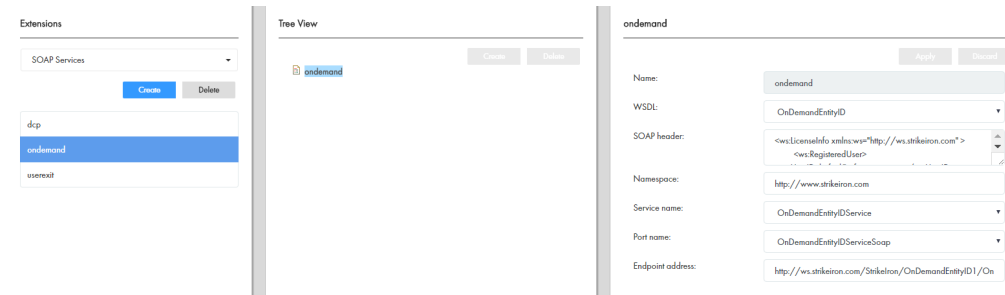 Extensions
SOAP Services
Create Delete
dcp
ondemand
userexit
Tree View
Create Delete
ondemand
ondemand
Apply Discard
Name: ondemand
WSDL: OnDemandEntityID
SOAP header: <ws:LicenseInfo xmlns:ws="http://ws.strikeiron.com" >
<ws:RegisteredUser>
Namespace: http://www.strikeiron.com
Service name: OnDemandEntityIDService
Port name: OnDemandEntityIDServiceSoap
Endpoint address: http://ws.strikeiron.com/StrikeIron/OnDemandEntityID1/On